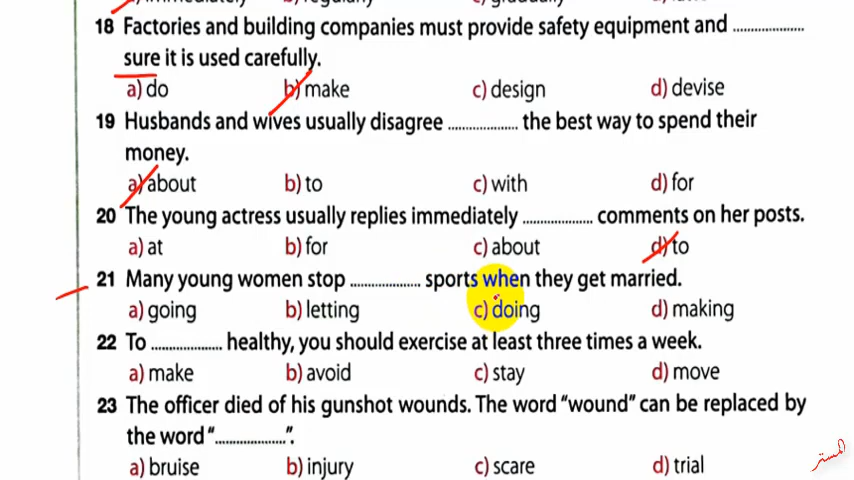 18 Factories and building companies must provide safety equipment and ....................
sure it is used carefully.
a) do b) make c) design d) devise
19 Husbands and wives usually disagree .................... the best way to spend their
money.
a) about b) to c) with d) for
20 The young actress usually replies immediately .................... comments on her posts.
a) at b) for c) about d) to
21 Many young women stop .................... sports when they get married.
a) going b) letting c) doing d) making
22 To .................... healthy, you should exercise at least three times a week.
a) make b) avoid c) stay d) move
23 The officer died of his gunshot wounds. The word “wound” can be replaced by
the word “....................”.
a) bruise b) injury c) scare d) trial